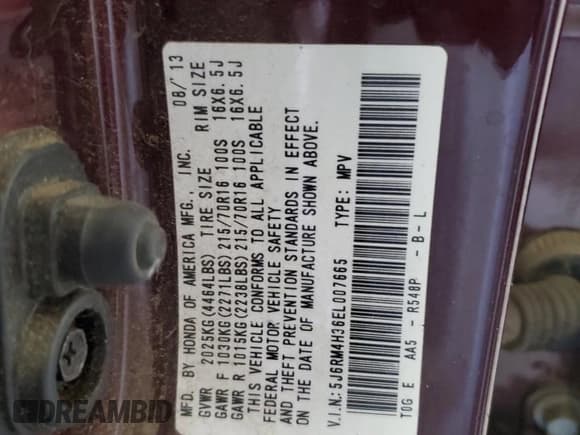 MFD. BY HONDA OF AMERICA MFG., INC. 08/'13
GVWR 2025KG(4464LBS) TIRE SIZE RIM SIZE
GAWR F 1030KG(2271LBS) 215/70R16 100S 16X6.5J
GAWR R 1015KG(2238LBS) 215/70R16 100S 16X6.5J
THIS VEHICLE CONFORMS TO ALL APPLICABLE
FEDERAL MOTOR VEHICLE SAFETY
AND THEFT PREVENTION STANDARDS IN EFFECT
ON THE DATE OF MANUFACTURE SHOWN ABOVE.
V.I.N.: 5J6RM4H36EL007665 TYPE: MPV
T0G E AA5 - R548P - B - L
DREAMBID